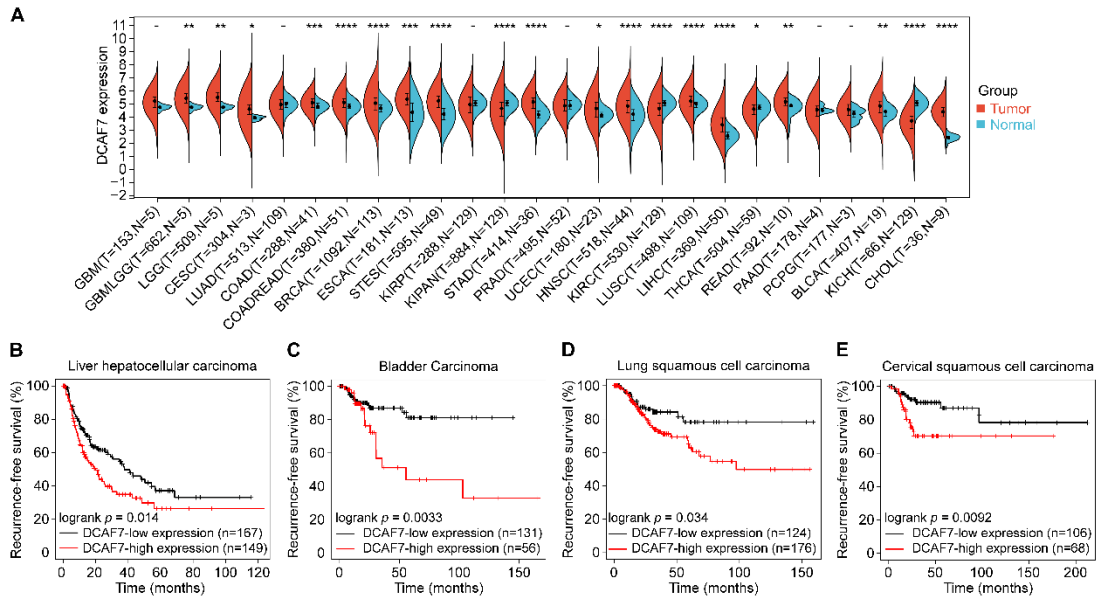 A
- ** ** * - *** **** **** *** **** - **** **** - * **** **** **** **** * ** - - ** **** ****
11
10
9
8
7
6
5
4
3
2
1
0
−1
−2
DCAF7 expression
Group
Tumor
Normal
GBM(T=153,N=5)
GBMLGG(T=662,N=5)
LGG(T=509,N=5)
CESC(T=304,N=3)
LUAD(T=513,N=109)
COAD(T=288,N=41)
COADREAD(T=380,N=51)
BRCA(T=1092,N=113)
ESCA(T=181,N=13)
STES(T=595,N=49)
KIRP(T=288,N=129)
KIPAN(T=884,N=129)
STAD(T=414,N=36)
PRAD(T=495,N=52)
UCEC(T=180,N=23)
HNSC(T=518,N=44)
KIRC(T=530,N=129)
LUSC(T=498,N=109)
LIHC(T=369,N=50)
THCA(T=504,N=59)
READ(T=92,N=10)
PAAD(T=178,N=4)
PCPG(T=177,N=3)
BLCA(T=407,N=19)
KICH(T=66,N=129)
CHOL(T=36,N=9)
B
Liver hepatocellular carcinoma
Recurrence-free survival (%)
100
80
60
40
20
0
logrank p = 0.014
DCAF7-low expression (n=167)
DCAF7-high expression (n=149)
0 20 40 60 80 100 120
Time (months)
C
Bladder Carcinoma
Recurrence-free survival (%)
100
80
60
40
20
0
logrank p = 0.0033
DCAF7-low expression (n=131)
DCAF7-high expression (n=56)
0 50 100 150
Time (months)
D
Lung squamous cell carcinoma
Recurrence-free survival (%)
100
80
60
40
20
0
logrank p = 0.034
DCAF7-low expression (n=124)
DCAF7-high expression (n=176)
0 50 100 150
Time (months)
E
Cervical squamous cell carcinoma
Recurrence-free survival (%)
100
80
60
40
20
0
logrank p = 0.0092
DCAF7-low expression (n=106)
DCAF7-high expression (n=68)
0 50 100 150 200
Time (months)